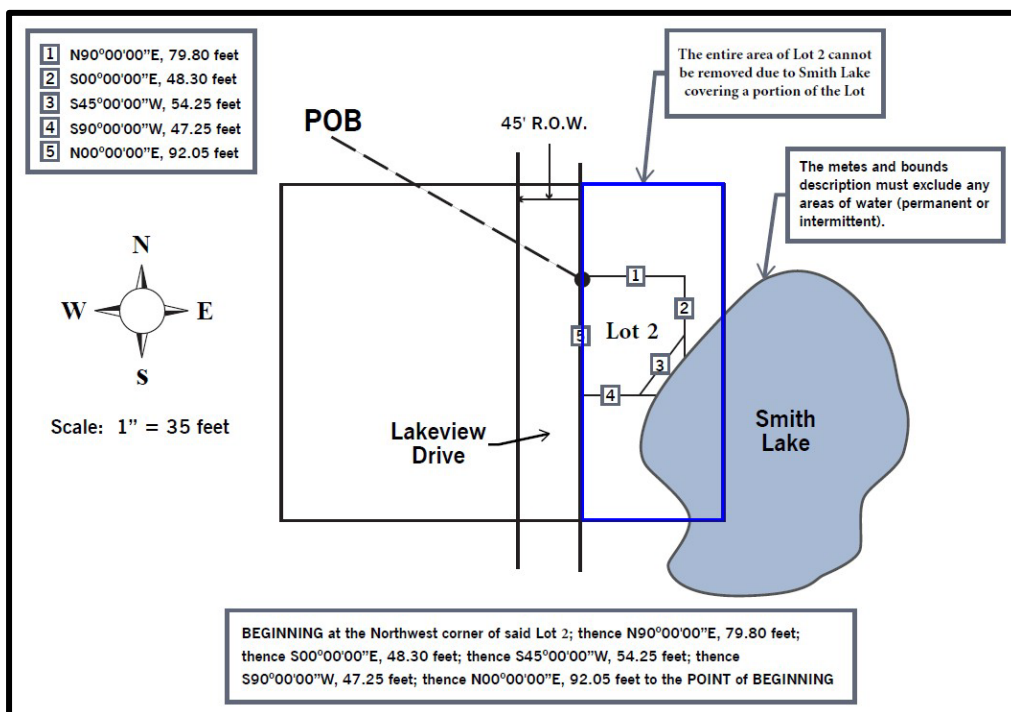 1 N90°00'00”E, 79.80 feet
2 S00°00'00”E, 48.30 feet
3 S45°00'00”W, 54.25 feet
4 S90°00'00”W, 47.25 feet
5 N00°00'00”E, 92.05 feet
The entire area of Lot 2 cannot
be removed due to Smith Lake
covering a portion of the Lot
POB
45' R.O.W.
The metes and bounds
description must exclude any
areas of water (permanent or
intermittent).
N
W E
S
Scale: 1” = 35 feet
1
2
5 Lot 2
3
4
Lakeview
Drive
Smith
Lake
BEGINNING at the Northwest corner of said Lot 2; thence N90°00'00”E, 79.80 feet;
thence S00°00'00”E, 48.30 feet; thence S45°00'00”W, 54.25 feet; thence
S90°00'00”W, 47.25 feet; thence N00°00'00”E, 92.05 feet to the POINT of BEGINNING